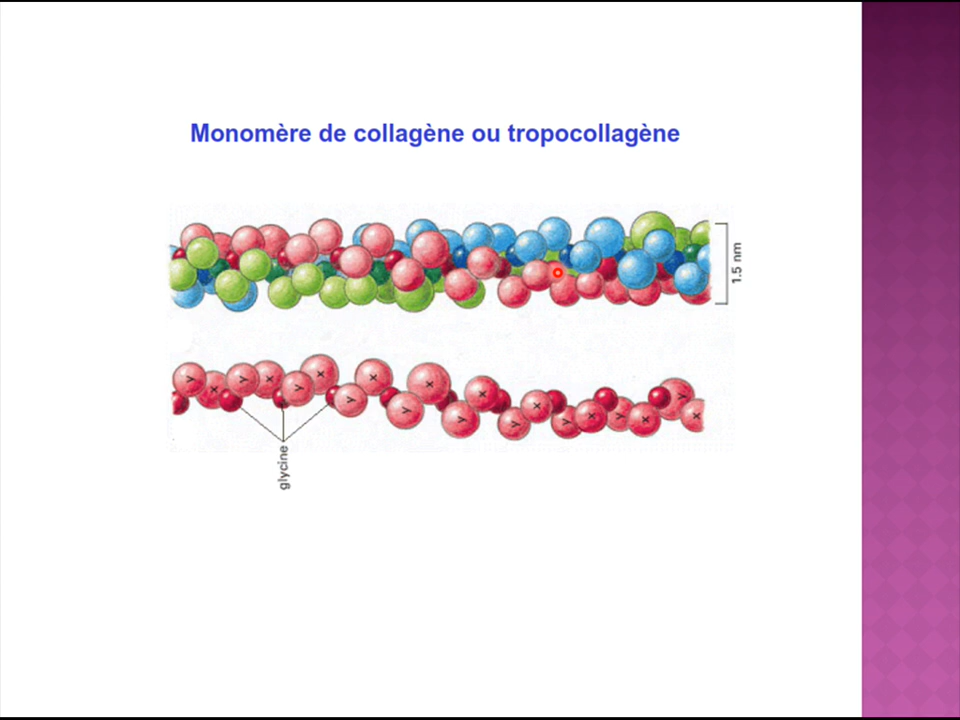 Monomère de collagène ou tropocollagène
1.5 nm
y x y x y x y x y x y x y x y x y x y x
glycine